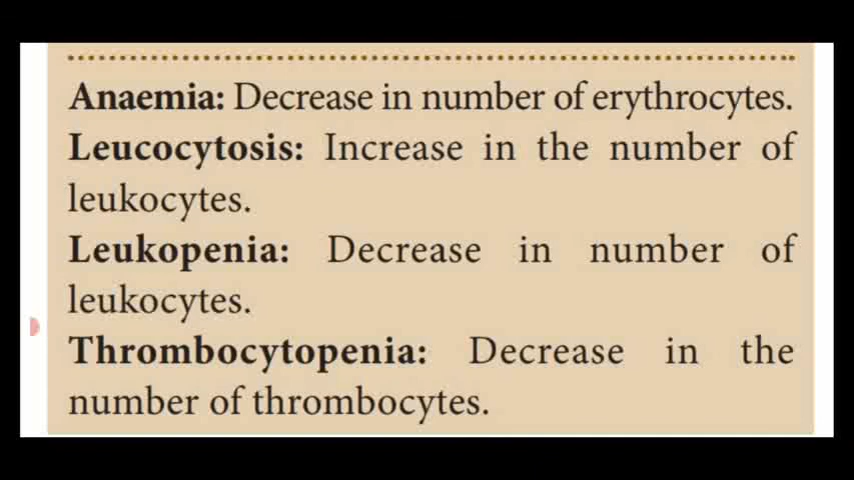 Anaemia: Decrease in number of erythrocytes.
Leucocytosis: Increase in the number of
leukocytes.
Leukopenia: Decrease in number of
leukocytes.
Thrombocytopenia: Decrease in the
number of thrombocytes.